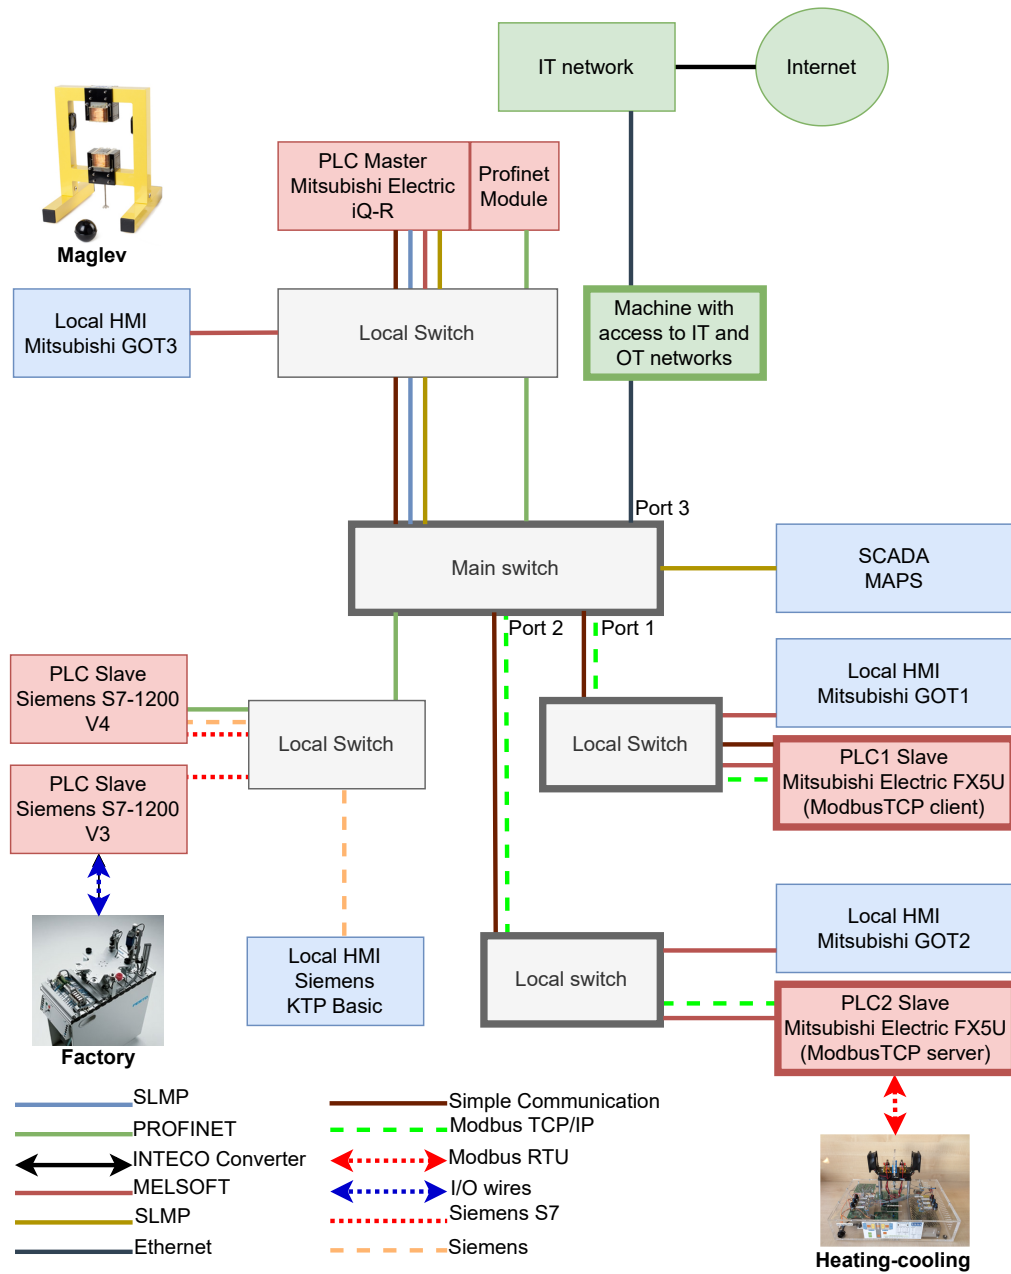 IT network
Internet
PLC Master
Mitsubishi Electric
iQ-R
Profinet
Module
Maglev
Local HMI
Mitsubishi GOT3
Local Switch
Machine with
access to IT and
OT networks
Port 3
Main switch
SCADA
MAPS
Port 2
Port 1
PLC Slave
Siemens S7-1200
V4
Local Switch
Local Switch
Local HMI
Mitsubishi GOT1
PLC1 Slave
Mitsubishi Electric FX5U
(ModbusTCP client)
PLC Slave
Siemens S7-1200
V3
Local HMI
Siemens
KTP Basic
Local switch
Local HMI
Mitsubishi GOT2
PLC2 Slave
Mitsubishi Electric FX5U
(ModbusTCP server)
Factory
SLMP
PROFINET
INTECO Converter
MELSOFT
SLMP
Ethernet
Simple Communication
Modbus TCP/IP
Modbus RTU
I/O wires
Siemens S7
Siemens
Heating-cooling